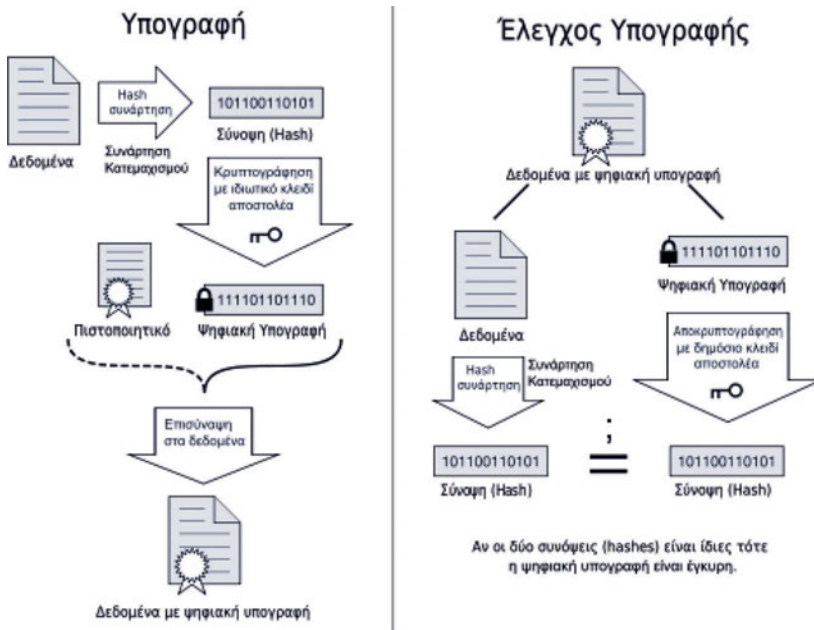 Υπογραφή
Hash
συνάρτηση
101100110101
Δεδομένα
Συνάρτηση
Κατεμαχισμού
Σύνοψη (Hash)
Κρυπτογράφηση
με ιδιωτικό κλειδί
αποστολέα
Πιστοποιητικό
111101101110
Ψηφιακή Υπογραφή
Επισύναψη
στα δεδομένα
Δεδομένα με ψηφιακή υπογραφή
Έλεγχος Υπογραφής
Δεδομένα με ψηφιακή υπογραφή
Δεδομένα
111101101110
Ψηφιακή Υπογραφή
Hash
συνάρτηση
Συνάρτηση
Κατεμαχισμού
Αποκρυπτογράφηση
με δημόσιο κλειδί
αποστολέα
101100110101
Σύνοψη (Hash)
;
=
101100110101
Σύνοψη (Hash)
Αν οι δύο συνόψεις (hashes) είναι ίδιες τότε
η ψηφιακή υπογραφή είναι έγκυρη.